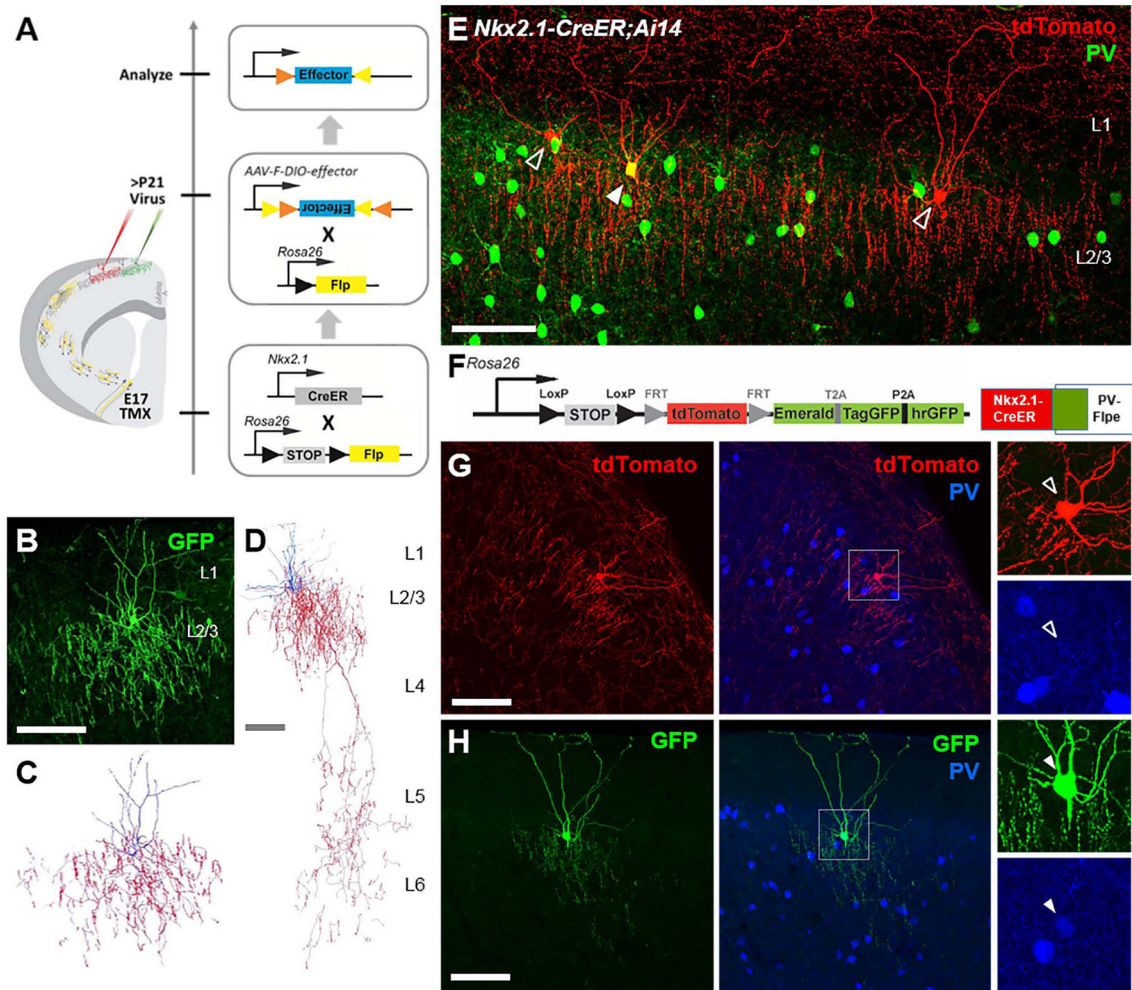 A
Analyze
>P21
Virus
E17
TMX
Effector
AAV-F-DIO-effector
Effector
X
Rosa26
Flp
Nkx2.1
CreER
X
Rosa26
STOP
Flp
B
GFP
L1
L2/3
C
D
L1
L2/3
L4
L5
L6
E
Nkx2.1-CreER;Ai14
tdTomato
PV
L1
L2/3
F
Rosa26
LoxP
LoxP
FRT
FRT
T2A
P2A
STOP
tdTomato
Emerald
TagGFP
hrGFP
Nkx2.1-
CreER
PV-
Flpe
G
tdTomato
tdTomato
PV
H
GFP
GFP
PV